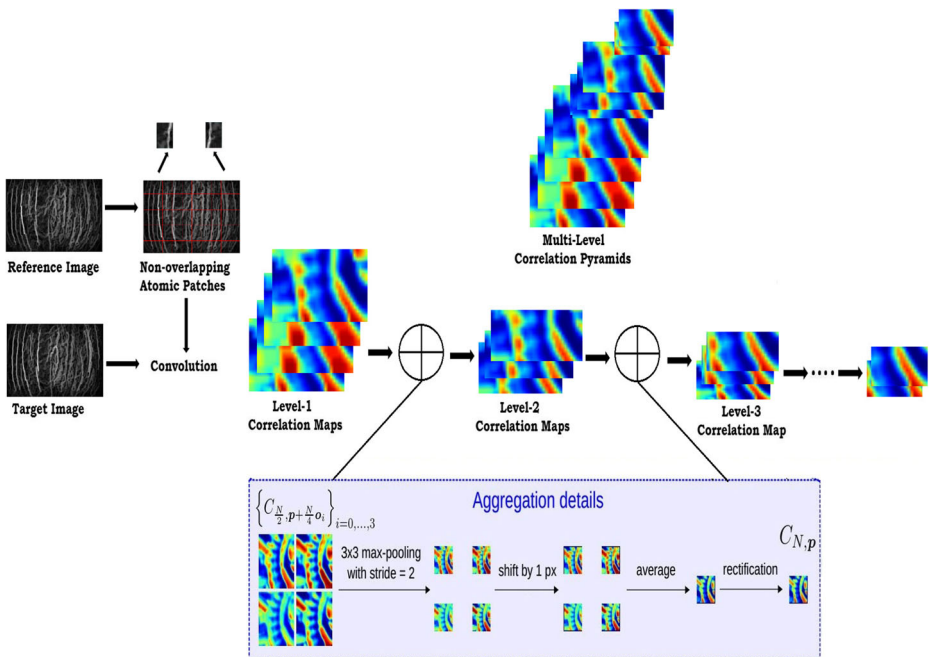 Multi-Level
Correlation Pyramids
Reference Image
Non-overlapping
Atomic Patches
Convolution
Target Image
Level-1
Correlation Maps
Level-2
Correlation Maps
Level-3
Correlation Map
Aggregation details
{C_{\frac{N}{2},p+\frac{N}{4}o_i}}_{i=0,...,3}
3x3 max-pooling
with stride = 2
shift by 1 px
average
rectification
C_{N,p}